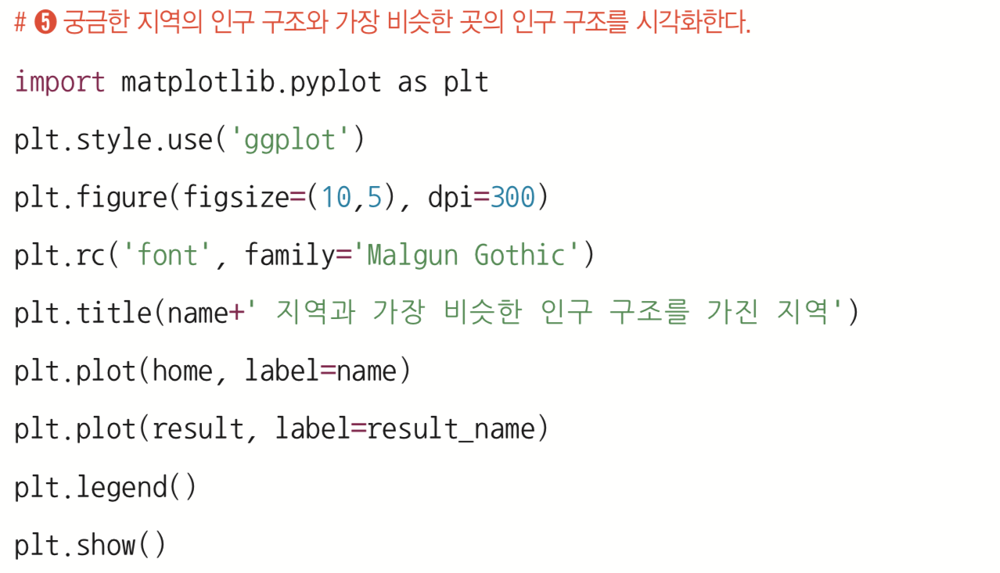 # ❺ 궁금한 지역의 인구 구조와 가장 비슷한 곳의 인구 구조를 시각화한다.
import matplotlib.pyplot as plt
plt.style.use('ggplot')
plt.figure(figsize=(10,5), dpi=300)
plt.rc('font', family='Malgun Gothic')
plt.title(name+' 지역과 가장 비슷한 인구 구조를 가진 지역')
plt.plot(home, label=name)
plt.plot(result, label=result_name)
plt.legend()
plt.show()